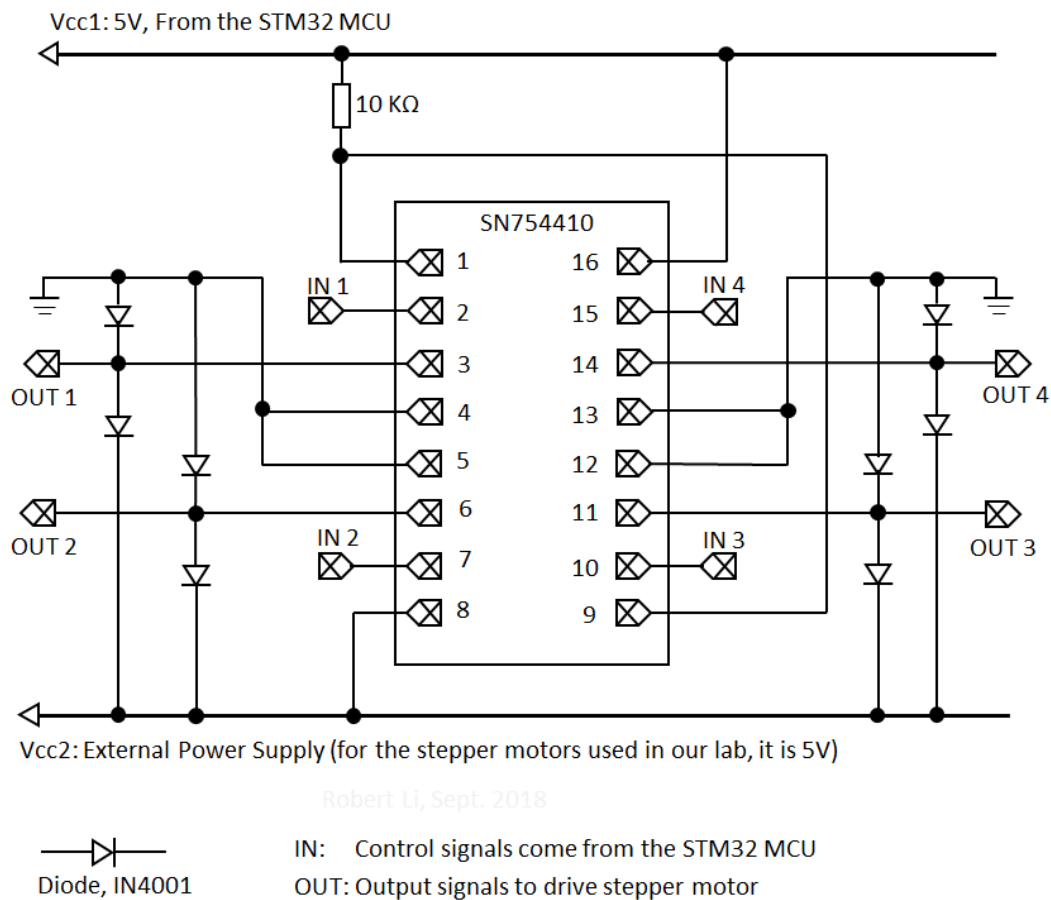 Vcc1: 5V, From the STM32 MCU
10 KΩ
SN754410
1
16
IN 1
IN 4
2
15
3
14
OUT 1
OUT 4
4
13
5
12
6
11
OUT 2
OUT 3
IN 2
IN 3
7
10
8
9
Vcc2: External Power Supply (for the stepper motors used in our lab, it is 5V)
Robert Li, Sept. 2018
IN: Control signals come from the STM32 MCU
Diode, IN4001
OUT: Output signals to drive stepper motor